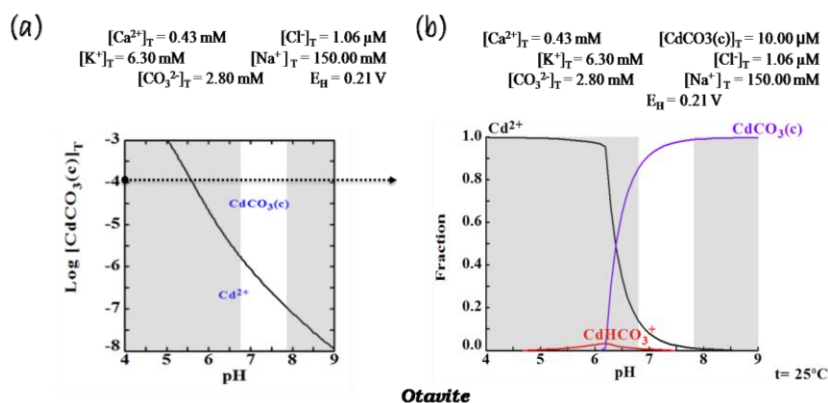 (a)
[Ca²⁺]T = 0.43 mM [Cl⁻]T = 1.06 µM
[K⁺]T = 6.30 mM [Na⁺]T = 150.00 mM
[CO₃²⁻]T = 2.80 mM EH = 0.21 V
Log [CdCO₃(c)]T
-3
-4
-5
-6
-7
-8
CdCO₃(c)
Cd²⁺
4 5 6 7 8 9
pH
(b)
[Ca²⁺]T = 0.43 mM [CdCO3(c)]T = 10.00 µM
[K⁺]T = 6.30 mM [Cl⁻]T = 1.06 µM
[CO₃²⁻]T = 2.80 mM [Na⁺]T = 150.00 mM
EH = 0.21 V
Cd²⁺ CdCO₃(c)
Fraction
1.0
0.8
0.6
0.4
0.2
0.0
CdHCO₃⁺
4 5 6 7 8 9
pH
t= 25°C
Otavite